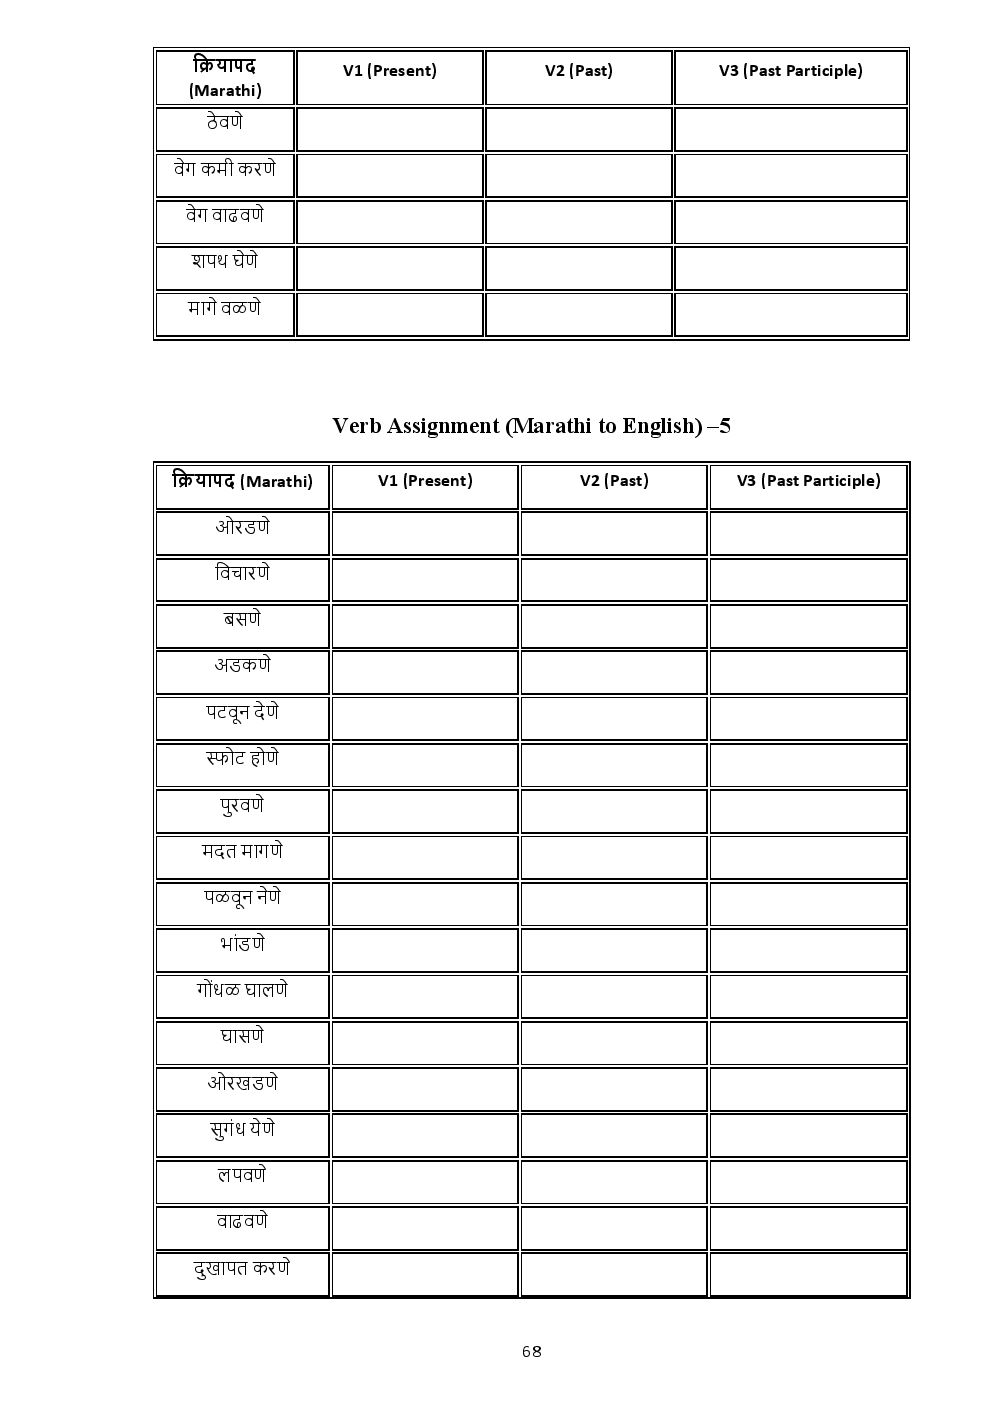 क्रियापद V1 (Present) V2 (Past) V3 (Past Participle)
(Marathi)
ठेवणे
वेग कमी करणे
वेग वाढवणे
शपथ घेणे
मागे वळणे
Verb Assignment (Marathi to English) –5
क्रियापद (Marathi) V1 (Present) V2 (Past) V3 (Past Participle)
ओरडणे
विचारणे
बसणे
अडकणे
पटवून देणे
स्फोट होणे
पुरवणे
मदत मागणे
पळवून नेणे
भांडणे
गोंधळ घालणे
घासणे
ओरखडणे
सुगंध येणे
लपवणे
वाढवणे
दुखापत करणे
68